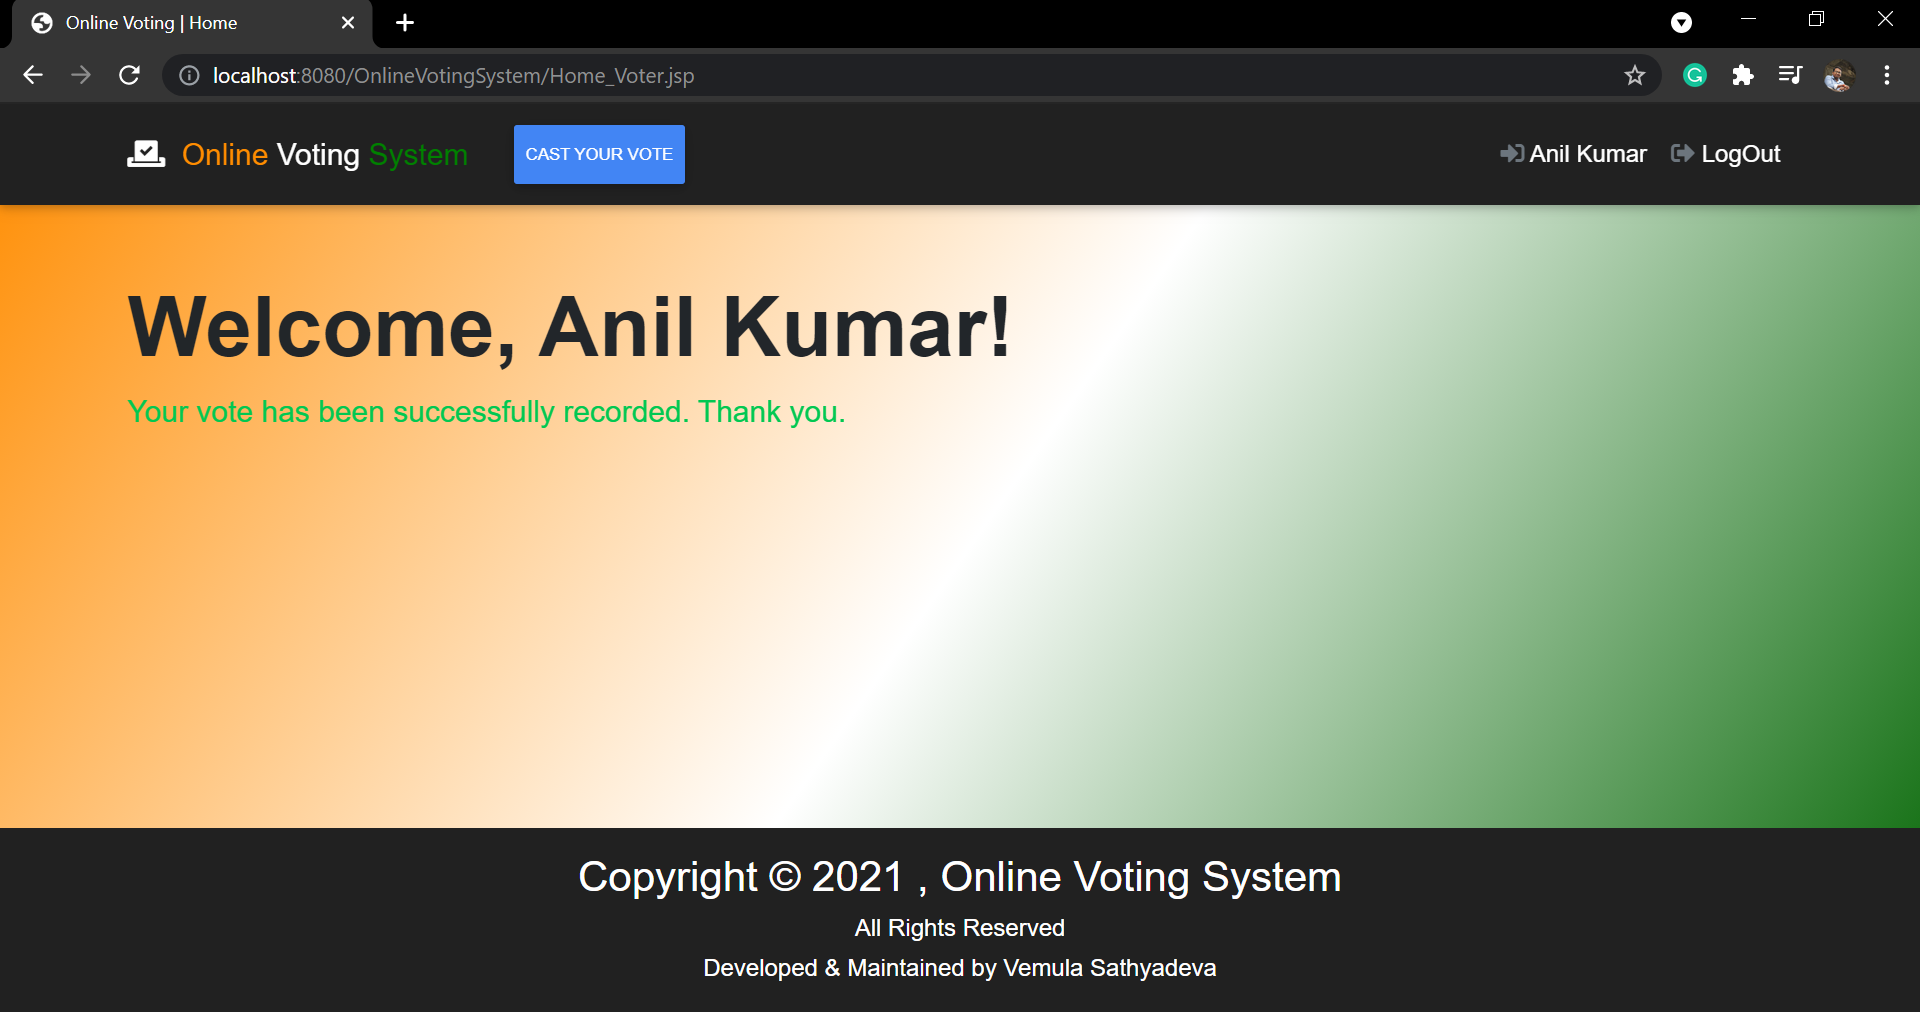 Online Voting | Home
localhost:8080/OnlineVotingSystem/Home_Voter.jsp
Online Voting System
CAST YOUR VOTE
Anil Kumar
LogOut
Welcome, Anil Kumar!
Your vote has been successfully recorded. Thank you.
Copyright © 2021 , Online Voting System
All Rights Reserved
Developed & Maintained by Vemula Sathyadeva